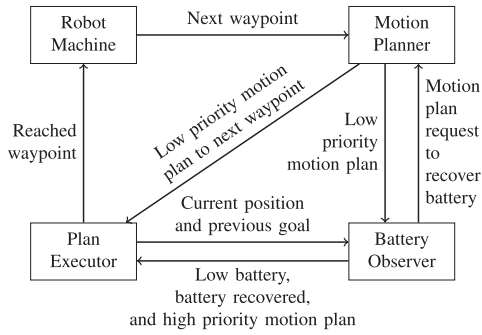 Robot
Machine
Next waypoint
Motion
Planner
Low priority motion
plan to next waypoint
Reached
waypoint
Low
priority
motion plan
Motion
plan
request
to
recover
battery
Current position
and previous goal
Plan
Executor
Battery
Observer
Low battery,
battery recovered,
and high priority motion plan